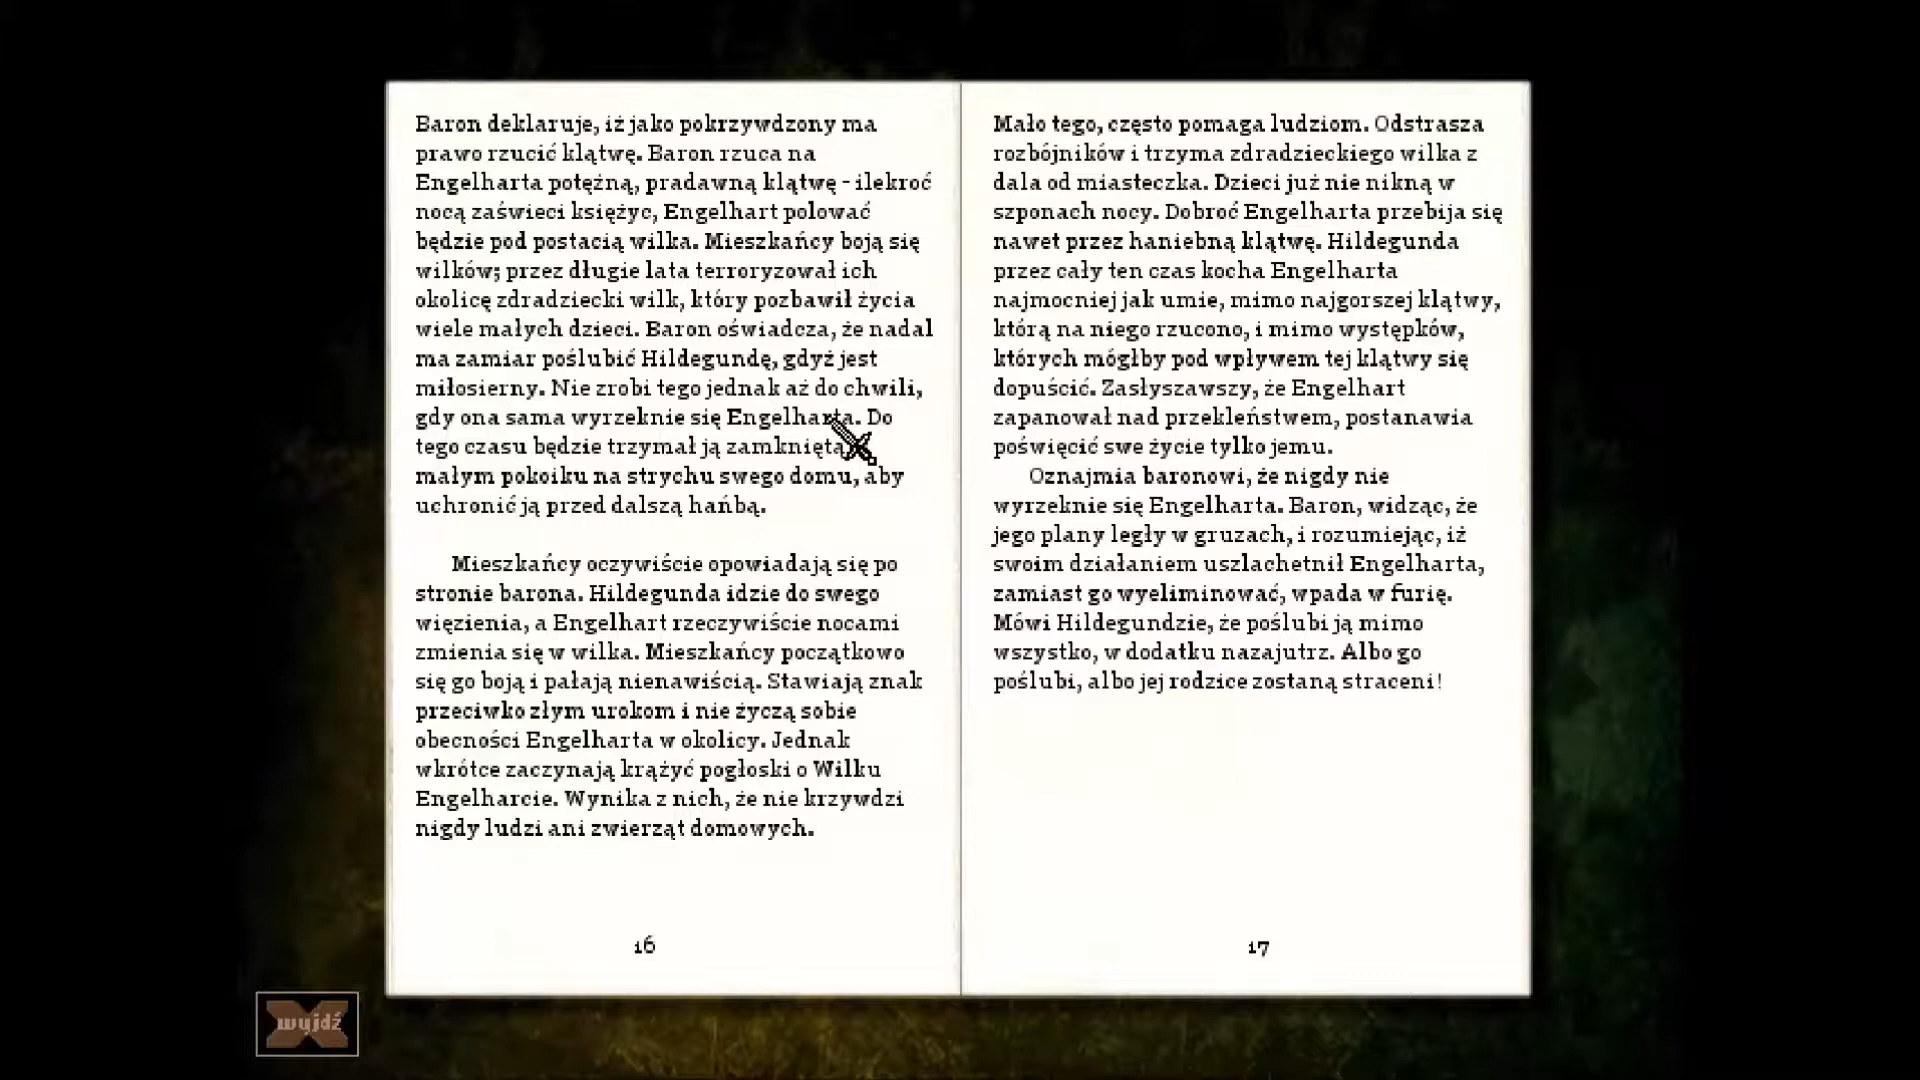 Baron deklaruje, iż jako pokrzywdzony ma
prawo rzucić klątwę. Baron rzuca na
Engelharta potężną, pradawną klątwę - ilekroć
nocą zaświeci księżyc, Engelhart polować
będzie pod postacią wilka. Mieszkańcy boją się
wilków; przez długie lata terroryzował ich
okolicę zdradziecki wilk, który pozbawił życia
wiele małych dzieci. Baron oświadcza, że nadal
ma zamiar poślubić Hildegundę, gdyż jest
miłosierny. Nie zrobi tego jednak aż do chwili,
gdy ona sama wyrzeknie się Engelharta. Do
tego czasu będzie trzymał ją zamkniętą
małym pokoiku na strychu swego domu, aby
uchronić ją przed dalszą hańbą.
Mieszkańcy oczywiście opowiadają się po
stronie barona. Hildegunda idzie do swego
więzienia, a Engelhart rzeczywiście nocami
zmienia się w wilka. Mieszkańcy początkowo
się go boją i pałają nienawiścią. Stawiają znak
przeciwko złym urokom i nie życzą sobie
obecności Engelharta w okolicy. Jednak
wkrótce zaczynają krążyć pogłoski o Wilku
Engelharcie. Wynika z nich, że nie krzywdzi
nigdy ludzi ani zwierząt domowych.
16
Mało tego, często pomaga ludziom. Odstrasza
rozbójników i trzyma zdradzieckiego wilka z
dala od miasteczka. Dzieci już nie nikną w
szponach nocy. Dobroć Engelharta przebija się
nawet przez haniebną klątwę. Hildegunda
przez cały ten czas kocha Engelharta
najmocniej jak umie, mimo najgorszej klątwy,
którą na niego rzucono, i mimo występków,
których mógłby pod wpływem tej klątwy się
dopuścić. Zasłyszawszy, że Engelhart
zapanował nad przekleństwem, postanawia
poświęcić swe życie tylko jemu.
Oznajmia baronowi, że nigdy nie
wyrzeknie się Engelharta. Baron, widząc, że
jego plany legły w gruzach, i rozumiejąc, iż
swoim działaniem uszlachetnił Engelharta,
zamiast go wyeliminować, wpada w furię.
Mówi Hildegundzie, że poślubi ją mimo
wszystko, w dodatku nazajutrz. Albo go
poślubi, albo jej rodzice zostaną straceni!
17
wyjdź